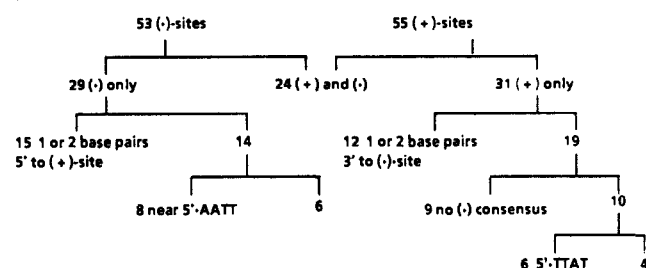 53 (·)-sites 55 (+)-sites
29 (·) only 24 (+) and (·) 31 (+) only
15 1 or 2 base pairs 14 12 1 or 2 base pairs 19
5' to (+)-site 3' to (·)-site
8 near 5'·AATT 6 9 no (·) consensus 10
6 5'·TTAT 4